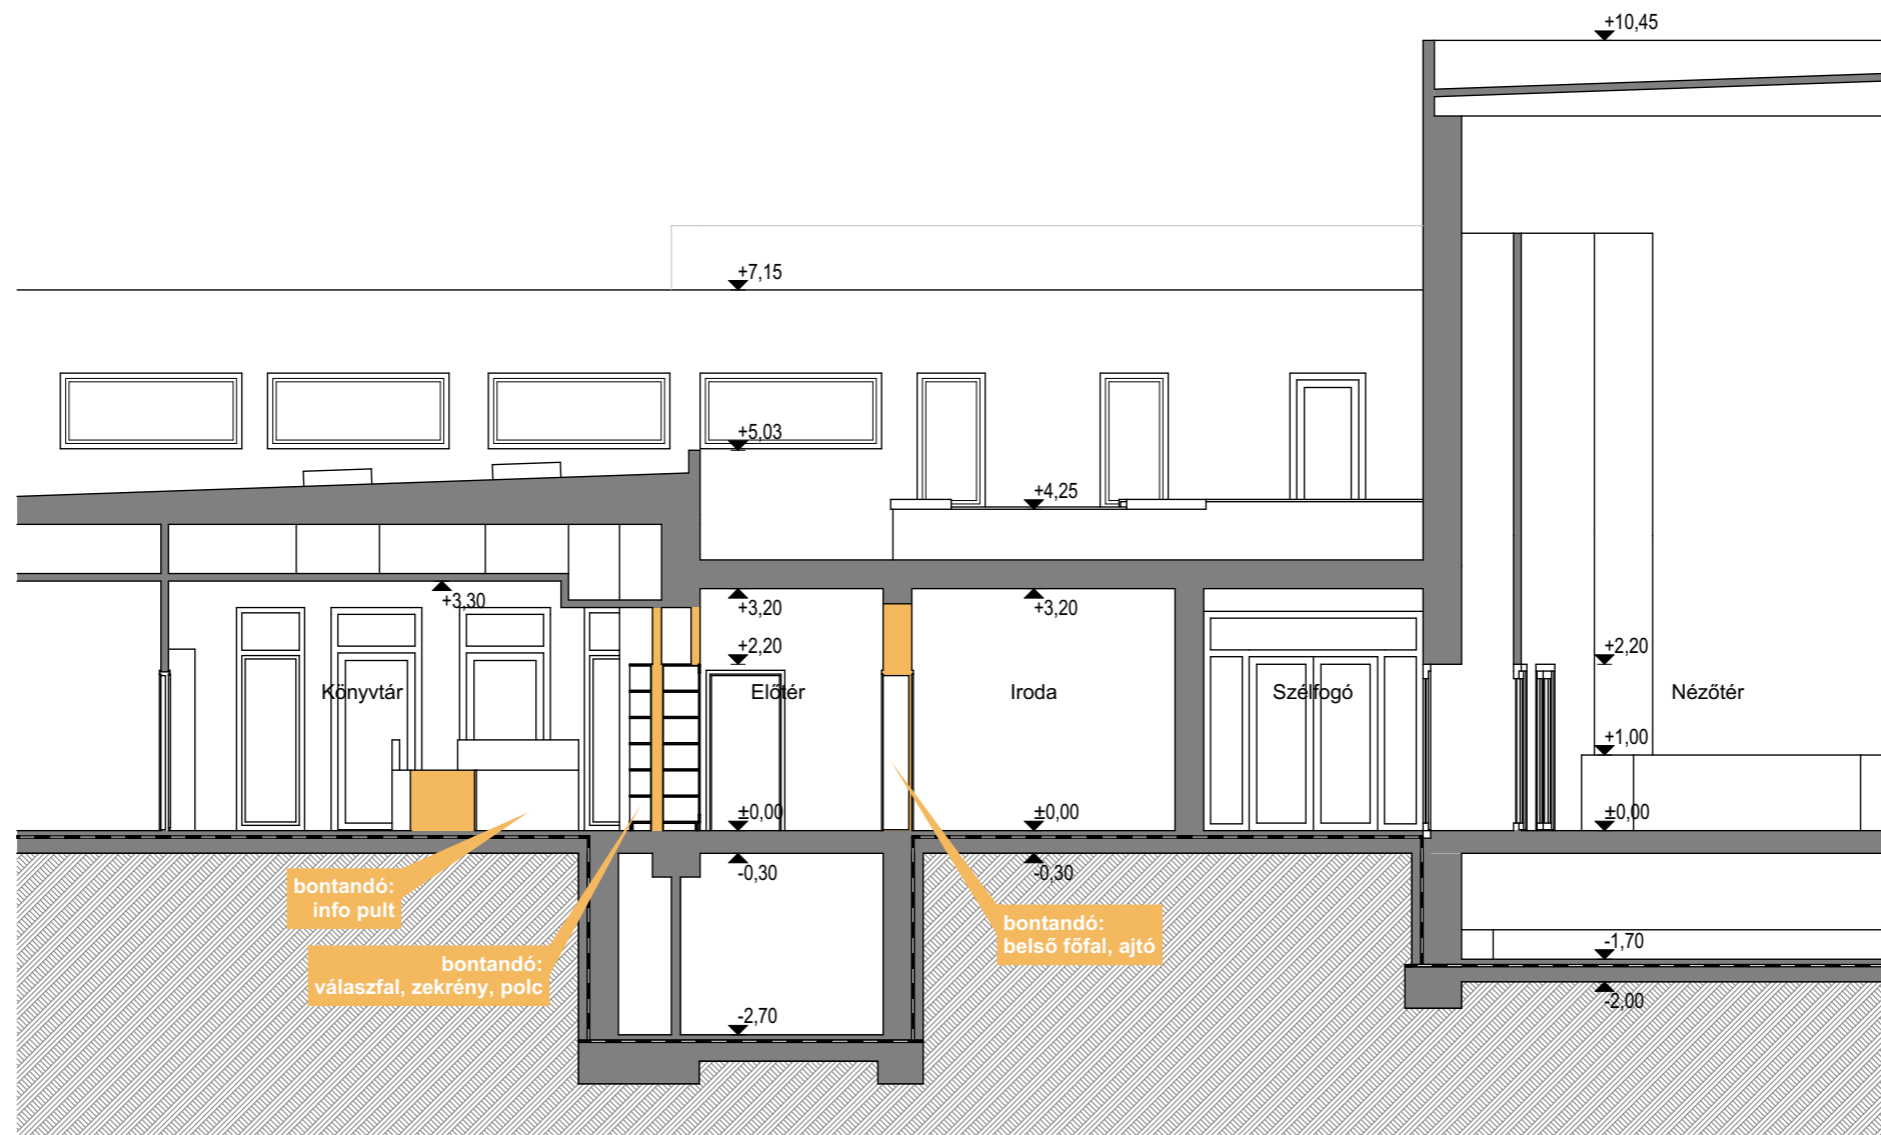 +10,45
+7,15
+5,03
+4,25
+3,30
+3,20
+3,20
+2,20
+2,20
Könyvtár
Előtér
Iroda
Szélfogó
Nézőtér
+1,00
±0,00
±0,00
±0,00
-0,30
-0,30
bontandó:
info pult
bontandó:
belső főfal, ajtó
bontandó:
válaszfal, zekrény, polc
-1,70
-2,00
-2,70